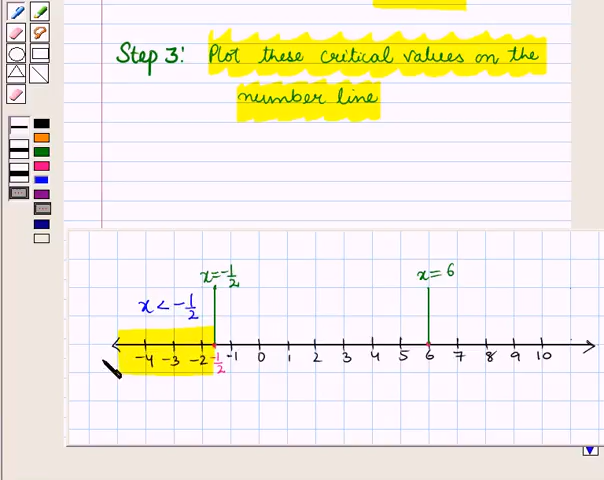 Step 3: Plot these critical values on the
number line
x=-1/2 x=6
x<-1/2
-4 -3 -2 -1/2 -1 0 1 2 3 4 5 6 7 8 9 10